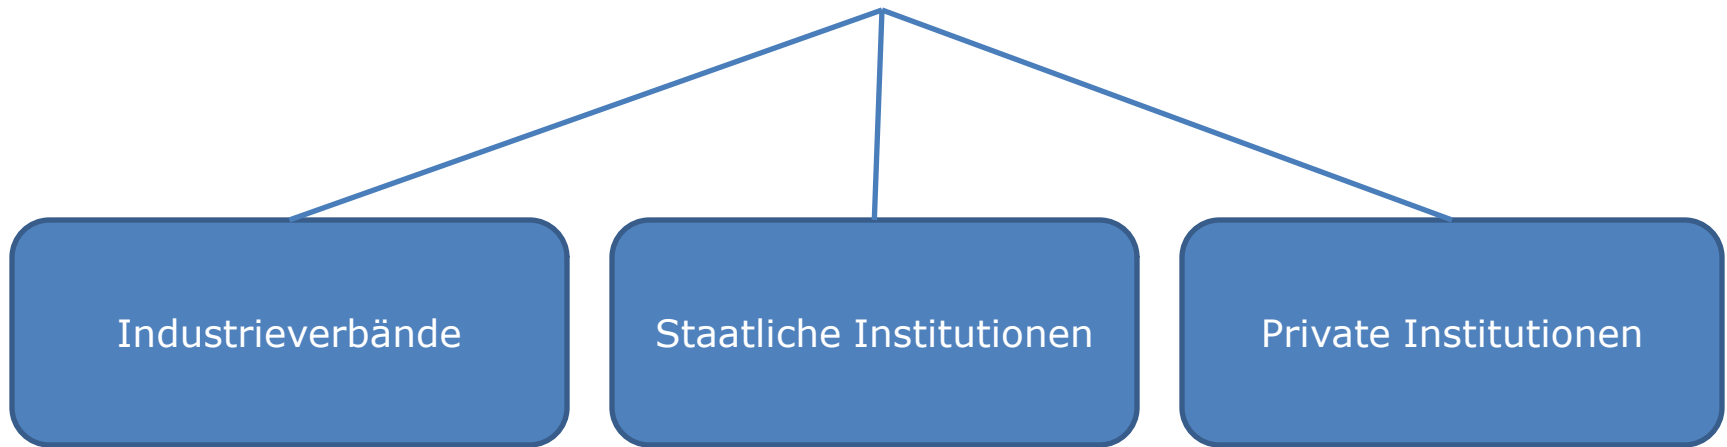 Industrieverbände
Staatliche Institutionen
Private Institutionen